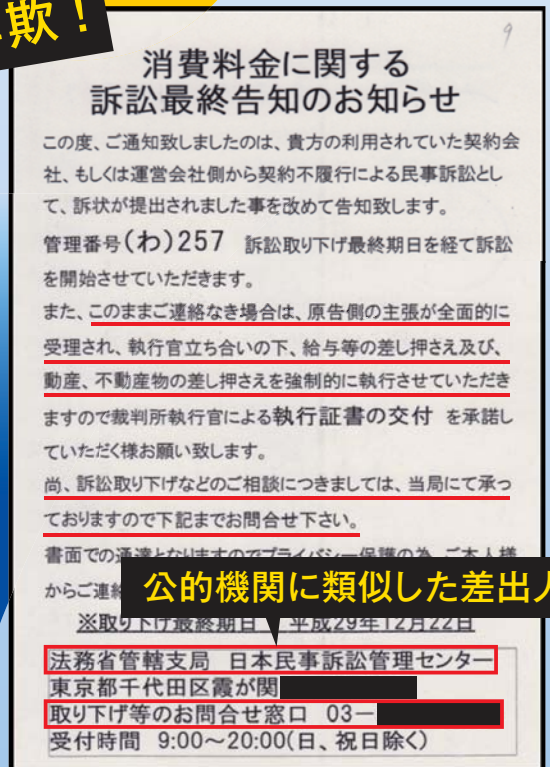 欺！
9
消費料金に関する
訴訟最終告知のお知らせ
この度、ご通知致しましたのは、貴方の利用されていた契約会
社、もしくは運営会社側から契約不履行による民事訴訟とし
て、訴状が提出されました事を改めて告知致します。
管理番号(わ)257 訴訟取り下げ最終期日を経て訴訟
を開始させていただきます。
また、このままご連絡なき場合は、原告側の主張が全面的に
受理され、執行官立ち合いの下、給与等の差し押さえ及び、
動産、不動産物の差し押さえを強制的に執行させていただき
ますので裁判所執行官による執行証書の交付 を承諾し
ていただく様お願い致します。
尚、訴訟取り下げなどのご相談につきましては、当局にて承っ
ておりますので下記までお問合せ下さい。
書面での通達となりますのでプライバシー保護の為、ご本人様
からご連絡
公的機関に類似した差出人
※取り下げ最終期日 平成29年12月22日
法務省管轄支局 日本民事訴訟管理センター
東京都千代田区霞が関
取り下げ等のお問合せ窓口 03ー
受付時間 9:00～20:00(日、祝日除く)